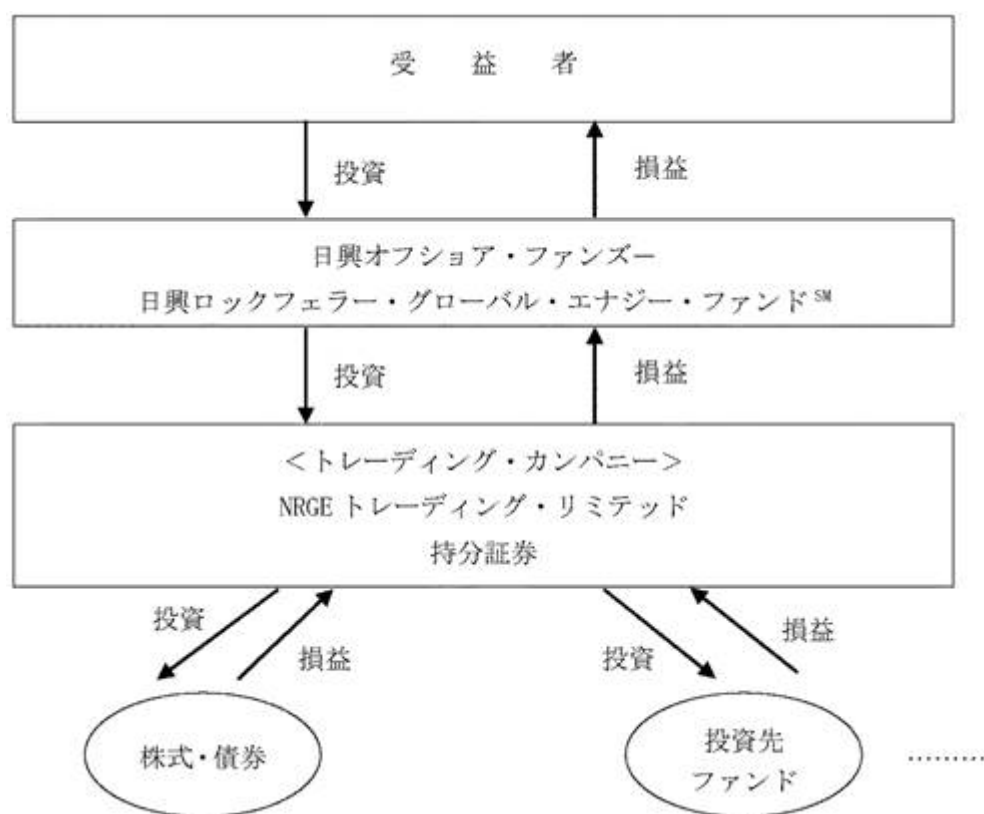 受 益 者
投資
損益
日興オフショア・ファンズ－
日興ロックフェラー・グローバル・エナジー・ファンド℠
投資
損益
＜トレーディング・カンパニー＞
NRGE トレーディング・リミテッド
持分証券
投資
損益
投資
損益
株式・債券
投資先
ファンド
………